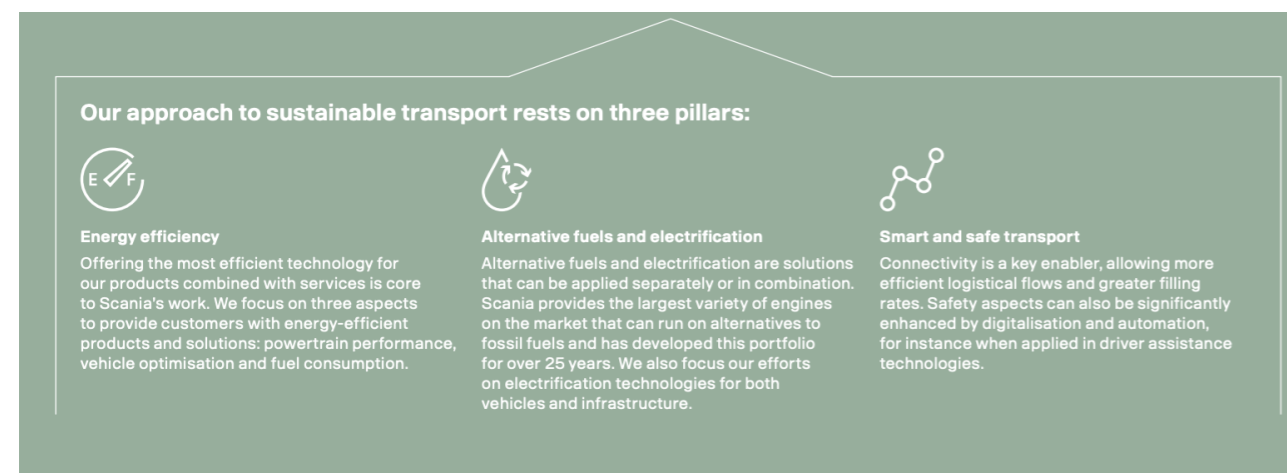 Our approach to sustainable transport rests on three pillars:
E F
Energy efficiency
Offering the most efficient technology for
our products combined with services is core
to Scania's work. We focus on three aspects
to provide customers with energy-efficient
products and solutions: powertrain performance,
vehicle optimisation and fuel consumption.
Alternative fuels and electrification
Alternative fuels and electrification are solutions
that can be applied separately or in combination.
Scania provides the largest variety of engines
on the market that can run on alternatives to
fossil fuels and has developed this portfolio
for over 25 years. We also focus our efforts
on electrification technologies for both
vehicles and infrastructure.
Smart and safe transport
Connectivity is a key enabler, allowing more
efficient logistical flows and greater filling
rates. Safety aspects can also be significantly
enhanced by digitalisation and automation,
for instance when applied in driver assistance
technologies.